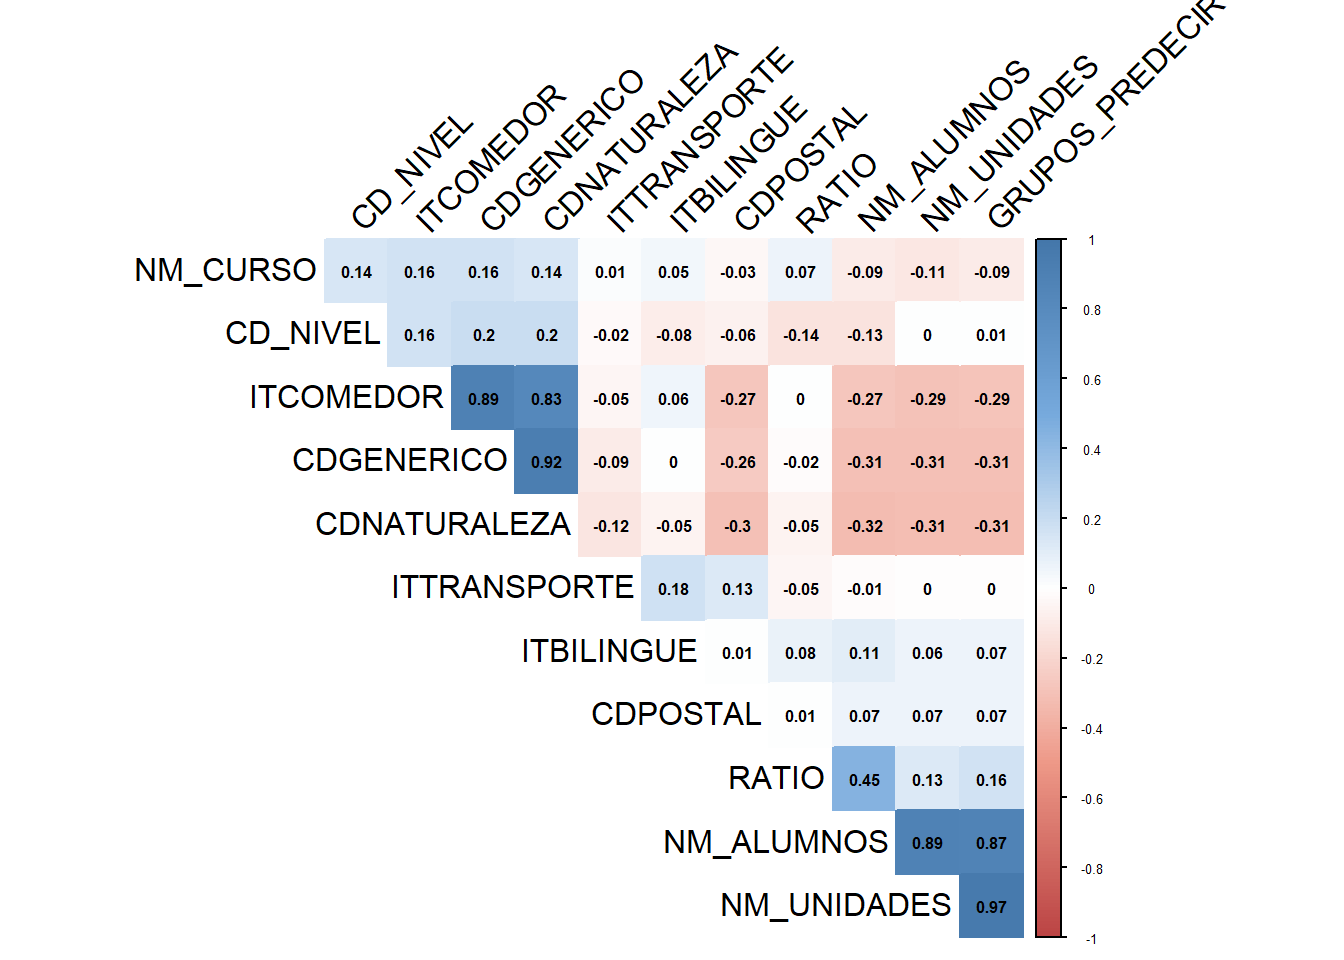 CD_NIVEL
ITCOMEDOR
CDGENERICO
CDNATURALEZA
ITTRANSPORTE
ITBILINGUE
CDPOSTAL
RATIO
NM_ALUMNOS
NM_UNIDADES
GRUPOS_PREDECIR
NM_CURSO 0.14 0.16 0.16 0.14 0.01 0.05 -0.03 0.07 -0.09 -0.11 -0.09
CD_NIVEL 0.16 0.2 0.2 -0.02 -0.08 -0.06 -0.14 -0.13 0 0.01
ITCOMEDOR 0.89 0.83 -0.05 0.06 -0.27 0 -0.27 -0.29 -0.29
CDGENERICO 0.92 -0.09 0 -0.26 -0.02 -0.31 -0.31 -0.31
CDNATURALEZA -0.12 -0.05 -0.3 -0.05 -0.32 -0.31 -0.31
ITTRANSPORTE 0.18 0.13 -0.05 -0.01 0 0
ITBILINGUE 0.01 0.08 0.11 0.06 0.07
CDPOSTAL 0.01 0.07 0.07 0.07
RATIO 0.45 0.13 0.16
NM_ALUMNOS 0.89 0.87
NM_UNIDADES 0.97
1
0.8
0.6
0.4
0.2
0
-0.2
-0.4
-0.6
-0.8
-1